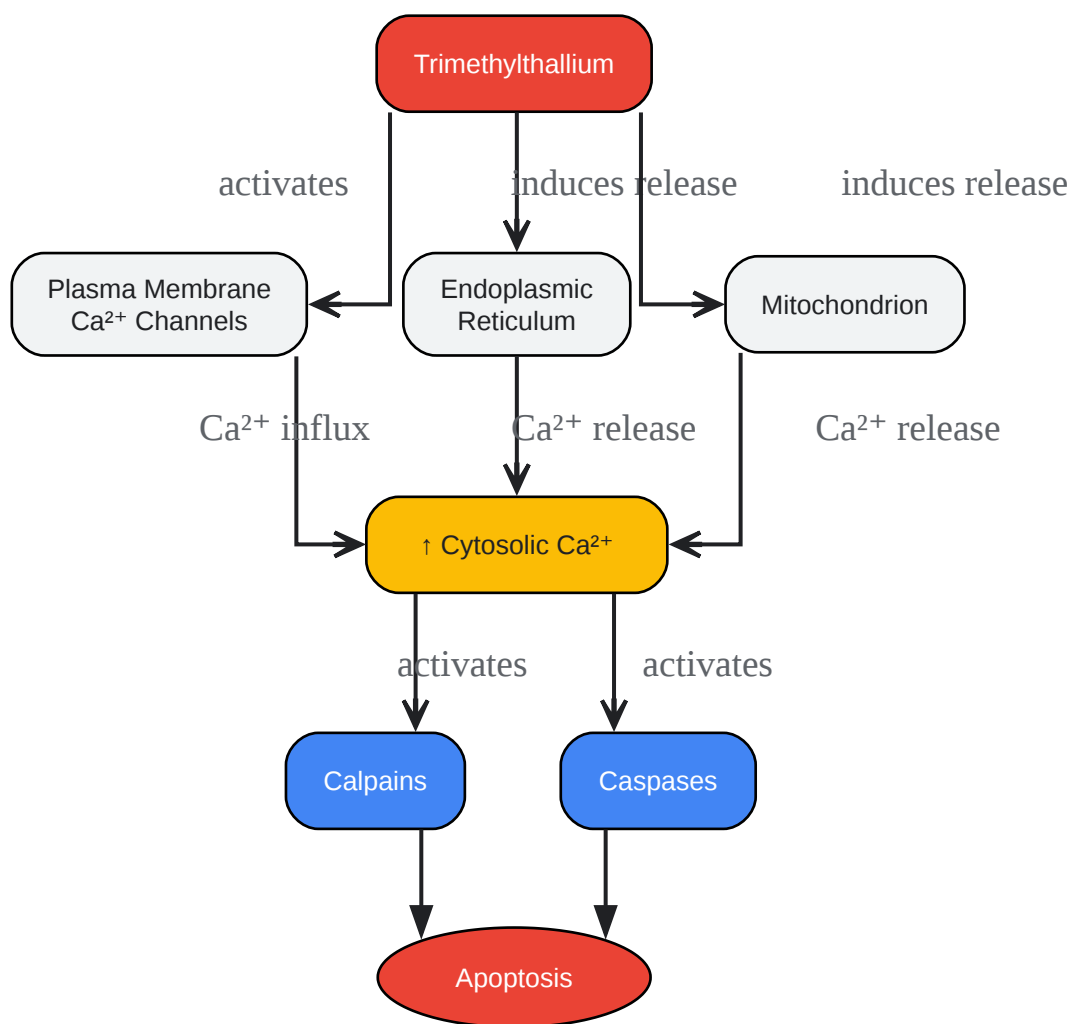 Trimethylthallium
activates
induces release
induces release
Plasma Membrane
Ca²⁺ Channels
Endoplasmic
Reticulum
Mitochondrion
Ca²⁺ influx
Ca²⁺ release
Ca²⁺ release
↑ Cytosolic Ca²⁺
activates
activates
Calpains
Caspases
Apoptosis